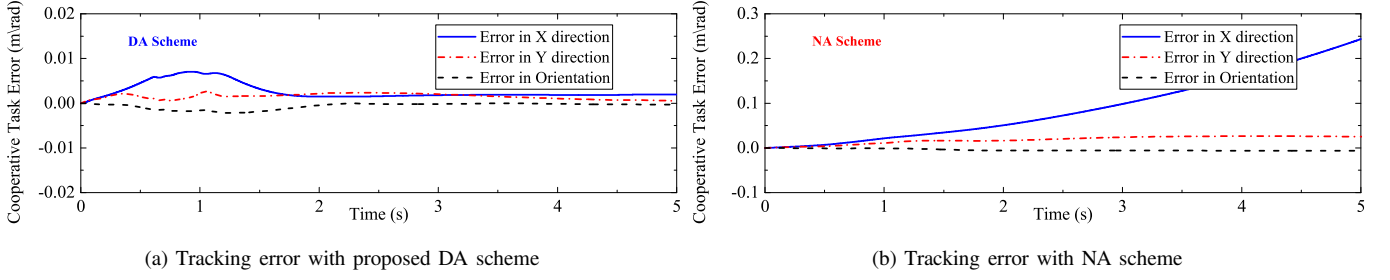 0.02
0.01
0.00
-0.01
-0.02
Cooperative Task Error (m\rad)
DA Scheme
Error in X direction
Error in Y direction
Error in Orientation
0 1 2 3 4 5
Time (s)
(a) Tracking error with proposed DA scheme
0.3
0.2
0.1
0.0
-0.1
Cooperative Task Error (m\rad)
NA Scheme
Error in X direction
Error in Y direction
Error in Orientation
0 1 2 3 4 5
Time (s)
(b) Tracking error with NA scheme